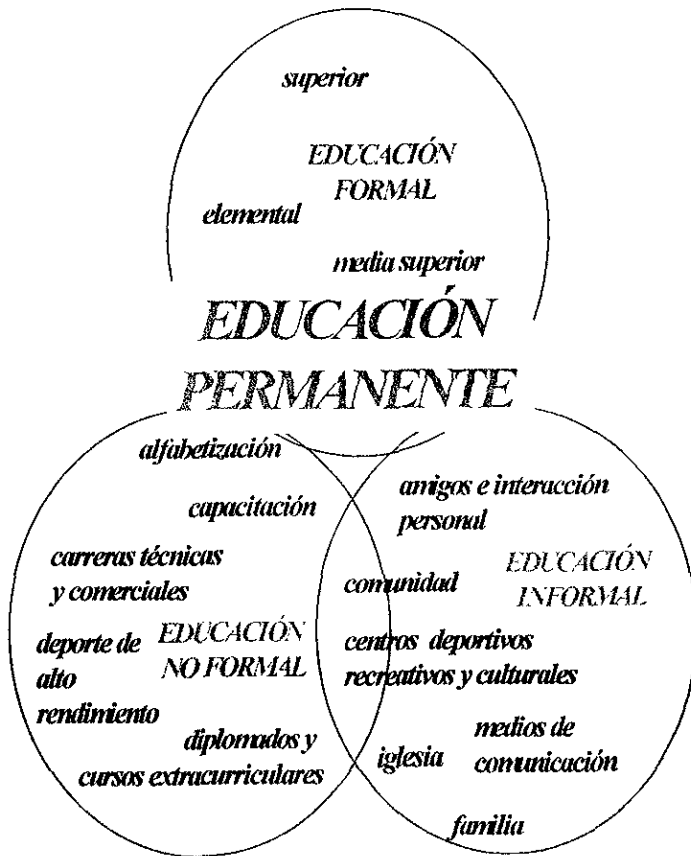 superior
EDUCACIÓN
FORMAL
elemental
media superior
EDUCACIÓN
PERMANENTE
alfabetización
capacitación
carreras técnicas
y comerciales
deporte de
alto
rendimiento
EDUCACIÓN
NO FORMAL
diplomados y
cursos extracurriculares
amigos e interacción
personal
comunidad
EDUCACIÓN
INFORMAL
centros deportivos
recreativos y culturales
iglesia
medios de
comunicación
familia